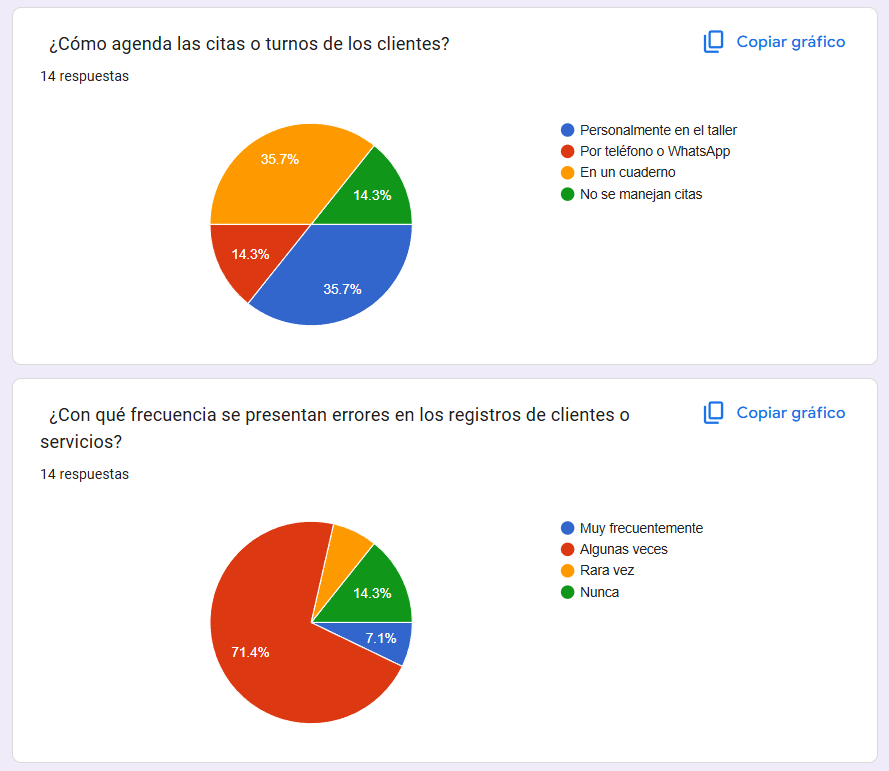 ¿Cómo agenda las citas o turnos de los clientes?
Copiar gráfico
14 respuestas
35.7%
14.3%
14.3%
35.7%
Personalmente en el taller
Por teléfono o WhatsApp
En un cuaderno
No se manejan citas
¿Con qué frecuencia se presentan errores en los registros de clientes o
servicios?
Copiar gráfico
14 respuestas
14.3%
7.1%
71.4%
Muy frecuentemente
Algunas veces
Rara vez
Nunca